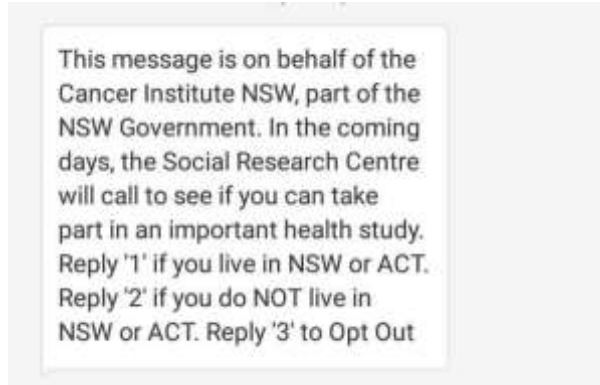 This message is on behalf of the
Cancer Institute NSW, part of the
NSW Government. In the coming
days, the Social Research Centre
will call to see if you can take
part in an important health study.
Reply '1' if you live in NSW or ACT.
Reply '2' if you do NOT live in
NSW or ACT. Reply '3' to Opt Out